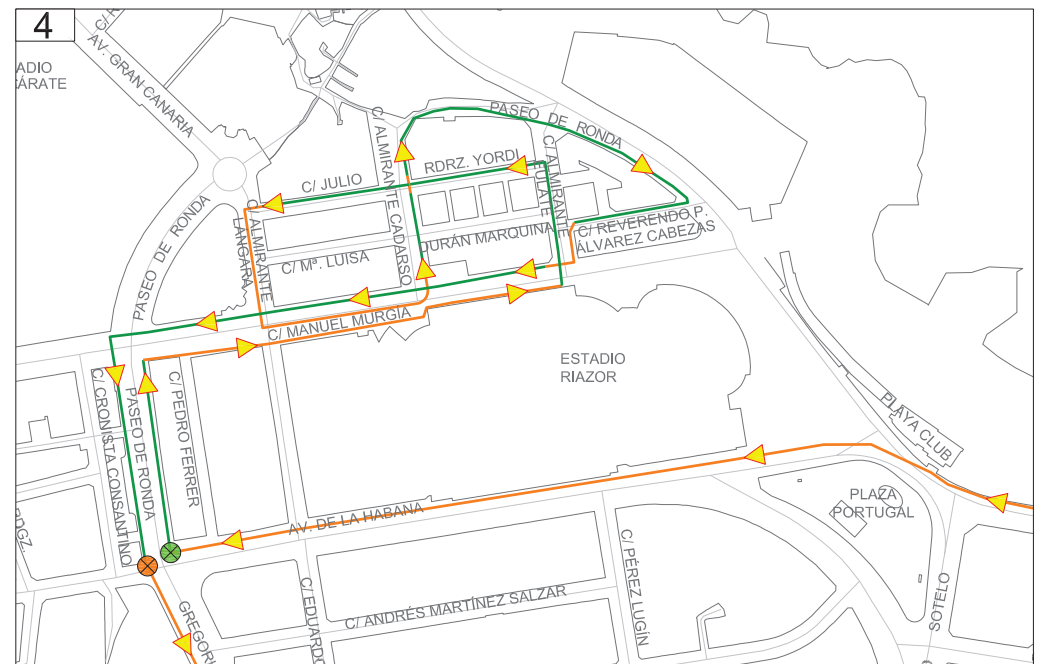 4
C/ R
AV. GRAN CANARIA
ADIO
ÁRATE
PASEO DE RONDA
C/ ALMIRANTE CADARSO
RDRZ. YORDI
C/ JULIO
C/ ALMIRANTE
EULATE
PASEO DE RONDA
C/ ALMIRANTE
LÁNGARA
DURÁN MARQUINA
C/ Mª. LUISA
C/ REVERENDO P.
ÁLVAREZ CABEZAS
C/ MANUEL MURGIA
ESTADIO
RIAZOR
C/ CRONISTA CONSANTINO
PASEO DE RONDA
C/ PEDRO FERRER
PLAYA CLUB
PLAZA
PORTUGAL
AV. DE LA HABANA
RDGZ.
C/ PÉREZ LUGÍN
C/ ANDRÉS MARTÍNEZ SALZAR
C/ EDUARDO
GREGORI
SOTELO
C/